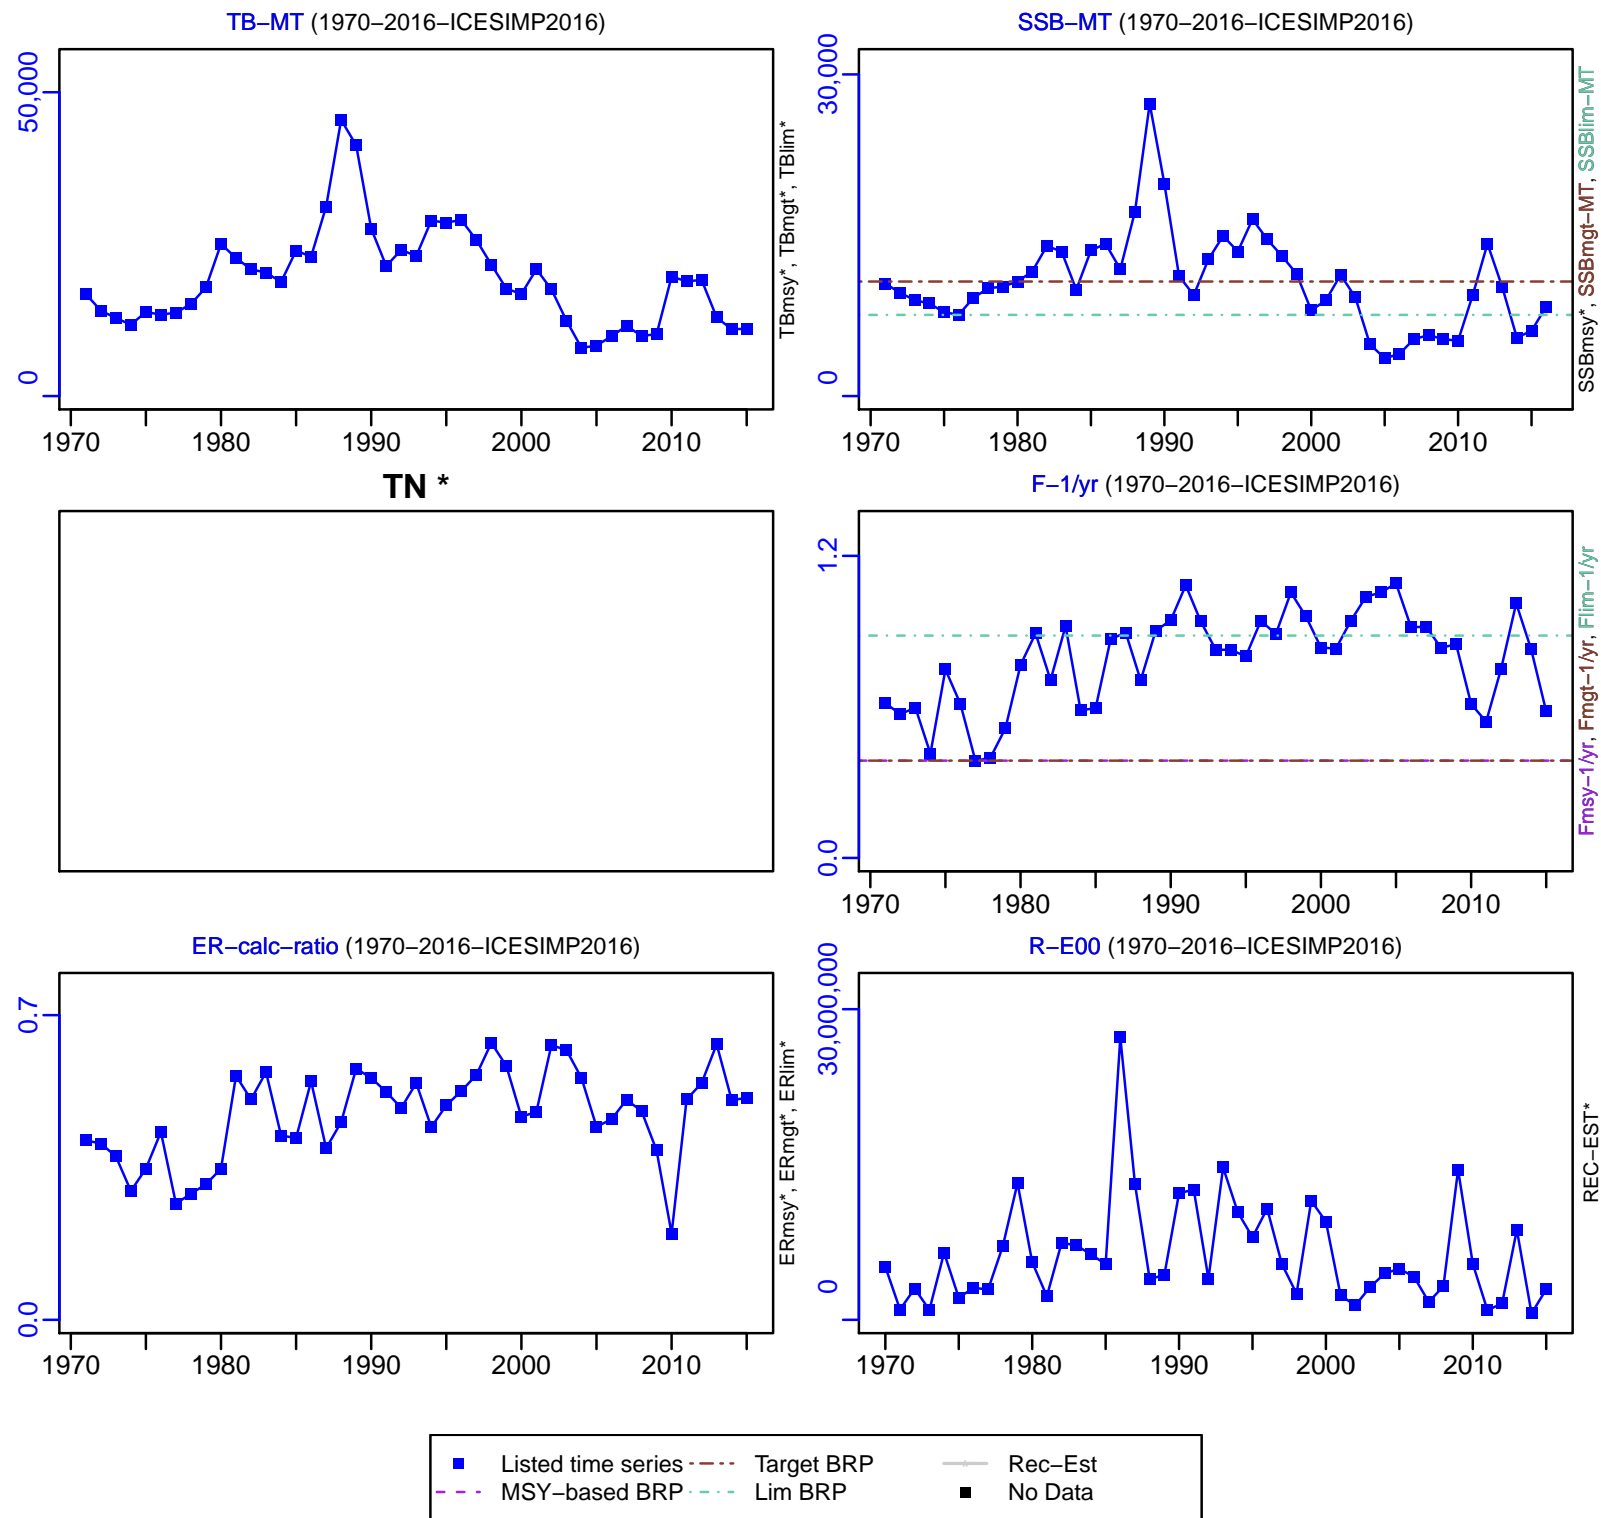 TB−MT (1970−2016−ICESIMP2016)
50,000
0
1970 1980 1990 2000 2010
TBmsy*, TBmgt*, TBlim*
SSB−MT (1970−2016−ICESIMP2016)
30,000
0
1970 1980 1990 2000 2010
SSBmsy*, SSBmgt−MT, SSBlim−MT
TN *
F−1/yr (1970−2016−ICESIMP2016)
1.2
0.0
1970 1980 1990 2000 2010
Fmsy−1/yr, Fmgt−1/yr, Flim−1/yr
ER−calc−ratio (1970−2016−ICESIMP2016)
0.7
0.0
1970 1980 1990 2000 2010
ERmsy*, ERmgt*, ERlim*
R−E00 (1970−2016−ICESIMP2016)
30,000,000
0
1970 1980 1990 2000 2010
REC−EST*
Listed time series Target BRP Rec−Est
MSY−based BRP Lim BRP No Data